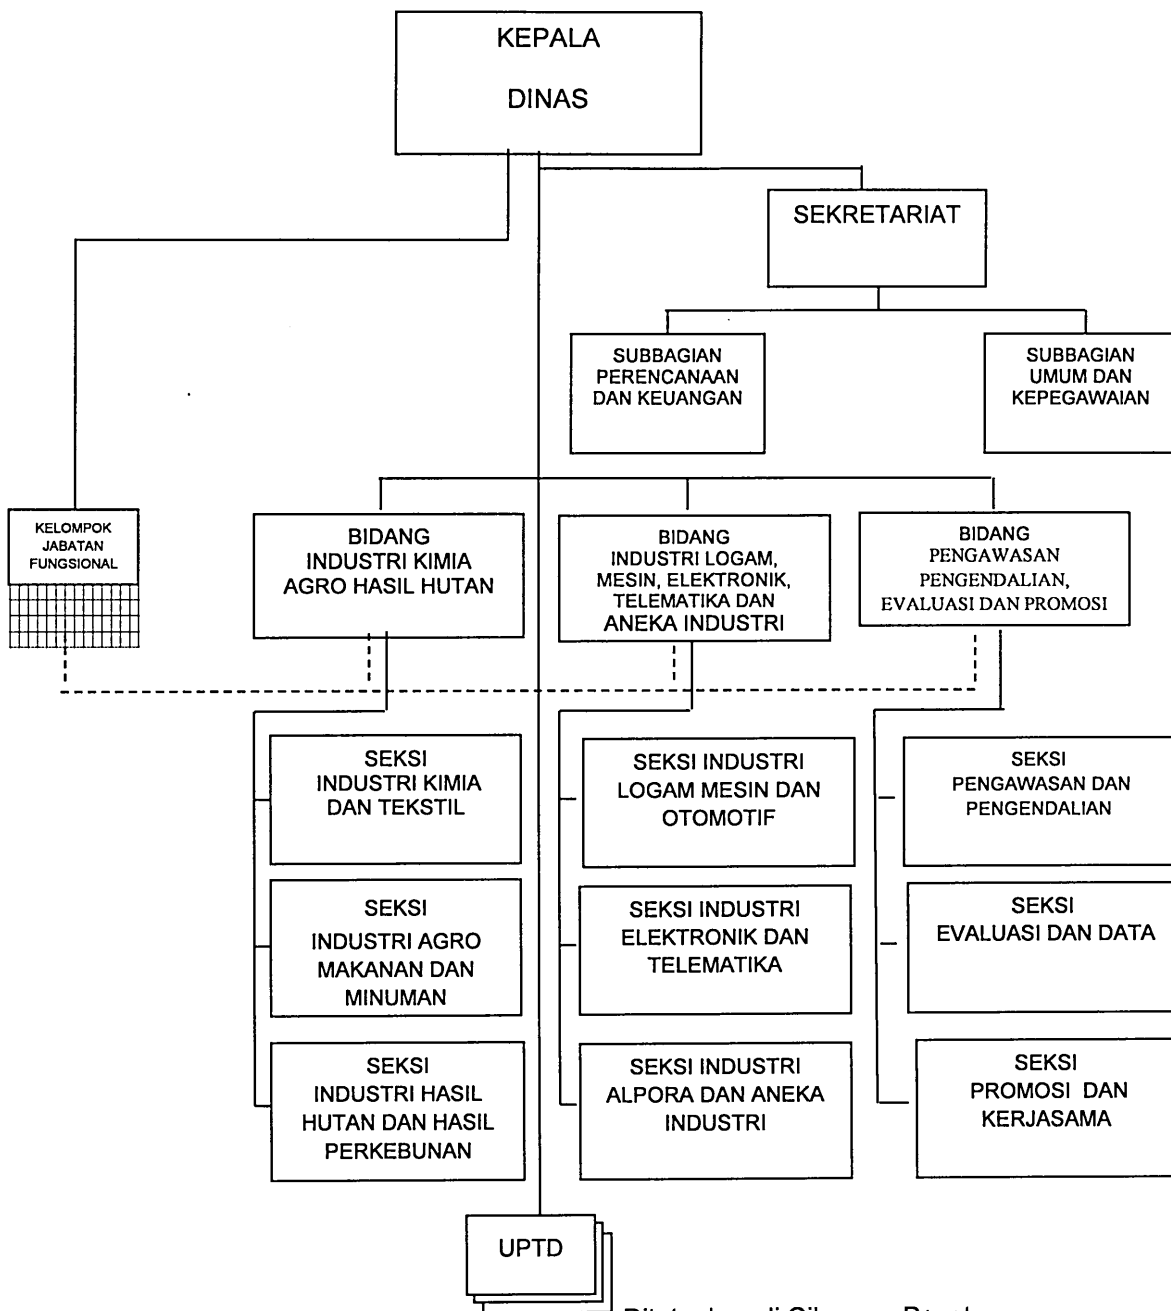 KEPALA
DINAS
SEKRETARIAT
SUBBAGIAN
PERENCANAAN
DAN KEUANGAN
SUBBAGIAN
UMUM DAN
KEPEGAWAIAN
KELOMPOK
JABATAN
FUNGSIONAL
BIDANG
INDUSTRI KIMIA
AGRO HASIL HUTAN
BIDANG
INDUSTRI LOGAM,
MESIN, ELEKTRONIK,
TELEMATIKA DAN
ANEKA INDUSTRI
BIDANG
PENGAWASAN
PENGENDALIAN,
EVALUASI DAN PROMOSI
SEKSI
INDUSTRI KIMIA
DAN TEKSTIL
SEKSI
INDUSTRI AGRO
MAKANAN DAN
MINUMAN
SEKSI
INDUSTRI HASIL
HUTAN DAN HASIL
PERKEBUNAN
SEKSI INDUSTRI
LOGAM MESIN DAN
OTOMOTIF
SEKSI INDUSTRI
ELEKTRONIK DAN
TELEMATIKA
SEKSI INDUSTRI
ALPORA DAN ANEKA
INDUSTRI
SEKSI
PENGAWASAN DAN
PENGENDALIAN
SEKSI
EVALUASI DAN DATA
SEKSI
PROMOSI DAN
KERJASAMA
UPTD